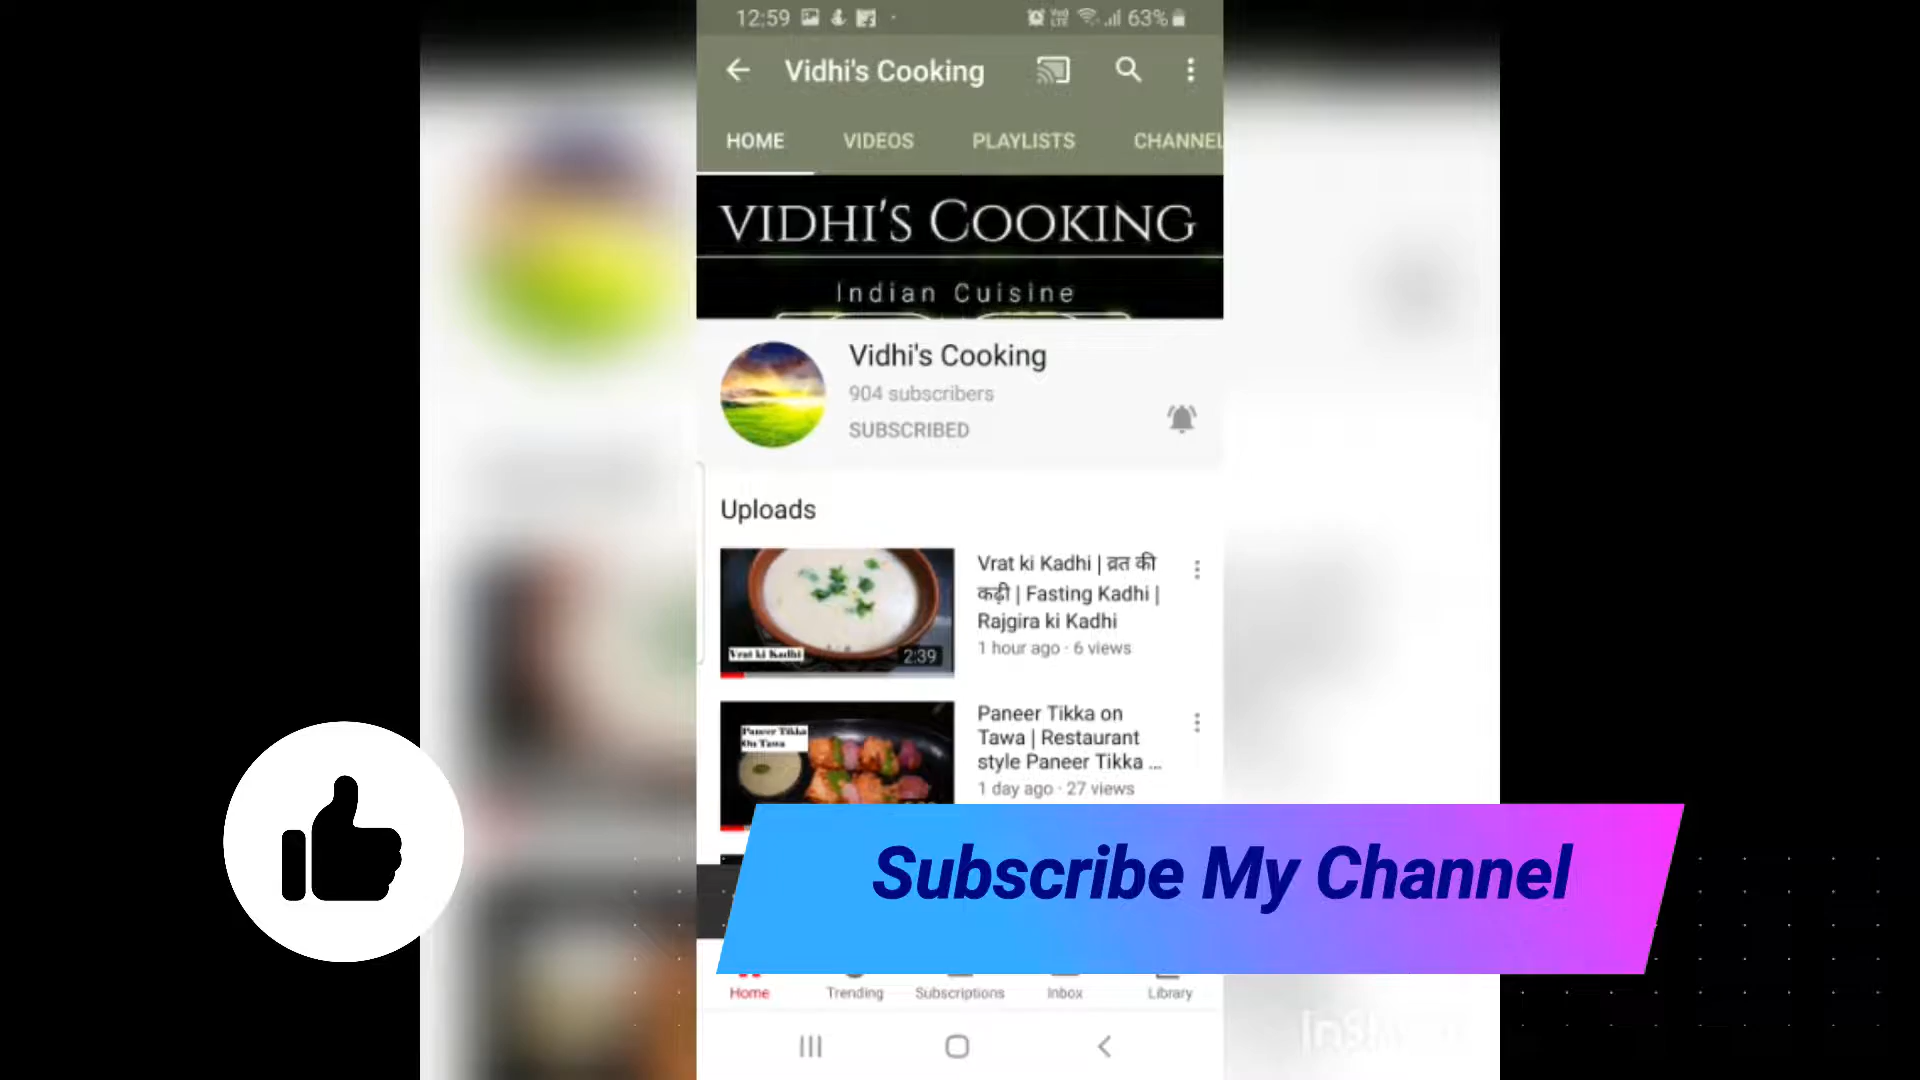 12:59
63%
Vidhi's Cooking
HOME VIDEOS PLAYLISTS CHANNEL
VIDHI'S COOKING
Indian Cuisine
Vidhi's Cooking
904 subscribers
SUBSCRIBED
Uploads
Vrat ki Kadhi | व्रत की
कढ़ी | Fasting Kadhi |
Rajgira ki Kadhi
1 hour ago · 6 views
Vrat ki Kadhi
2:39
Paneer Tikka on
Tawa | Restaurant
style Paneer Tikka ...
1 day ago · 27 views
Paneer Tikka
On Tawa
Subscribe My Channel
Home Trending Subscriptions Inbox Library